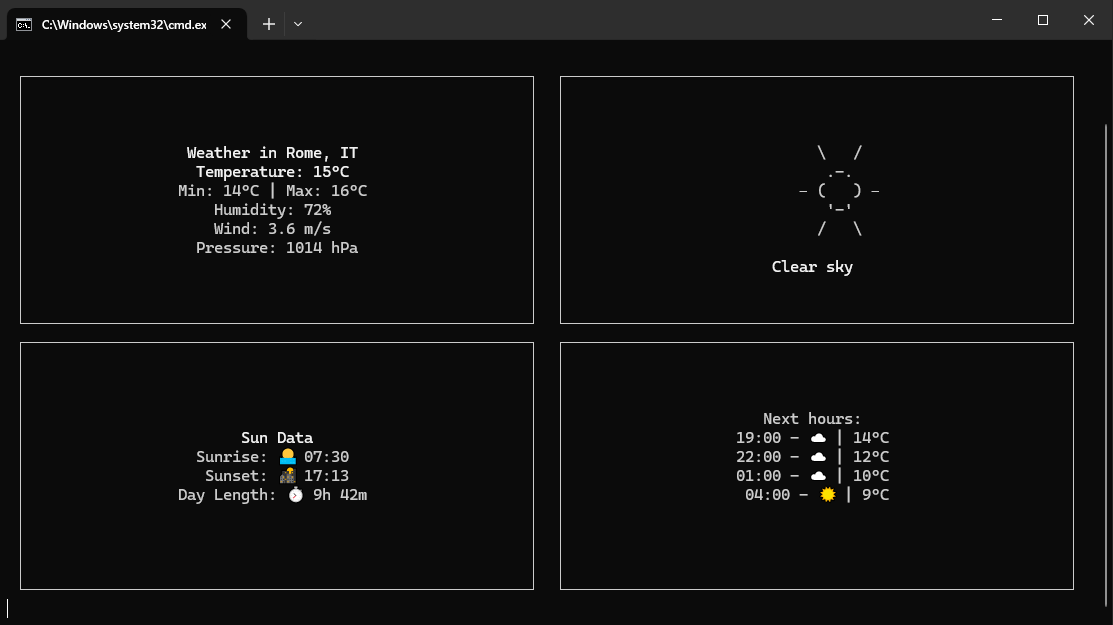 C:\Windows\system32\cmd.ex
Weather in Rome, IT
Temperature: 15°C
Min: 14°C | Max: 16°C
Humidity: 72%
Wind: 3.6 m/s
Pressure: 1014 hPa
\   /
.-.
- (   ) -
'-'
/   \
Clear sky
Sun Data
Sunrise: 🌅 07:30
Sunset: 🌇 17:13
Day Length: ⏱ 9h 42m
Next hours:
19:00 - ☁ | 14°C
22:00 - ☁ | 12°C
01:00 - ☁ | 10°C
04:00 - ☀ | 9°C